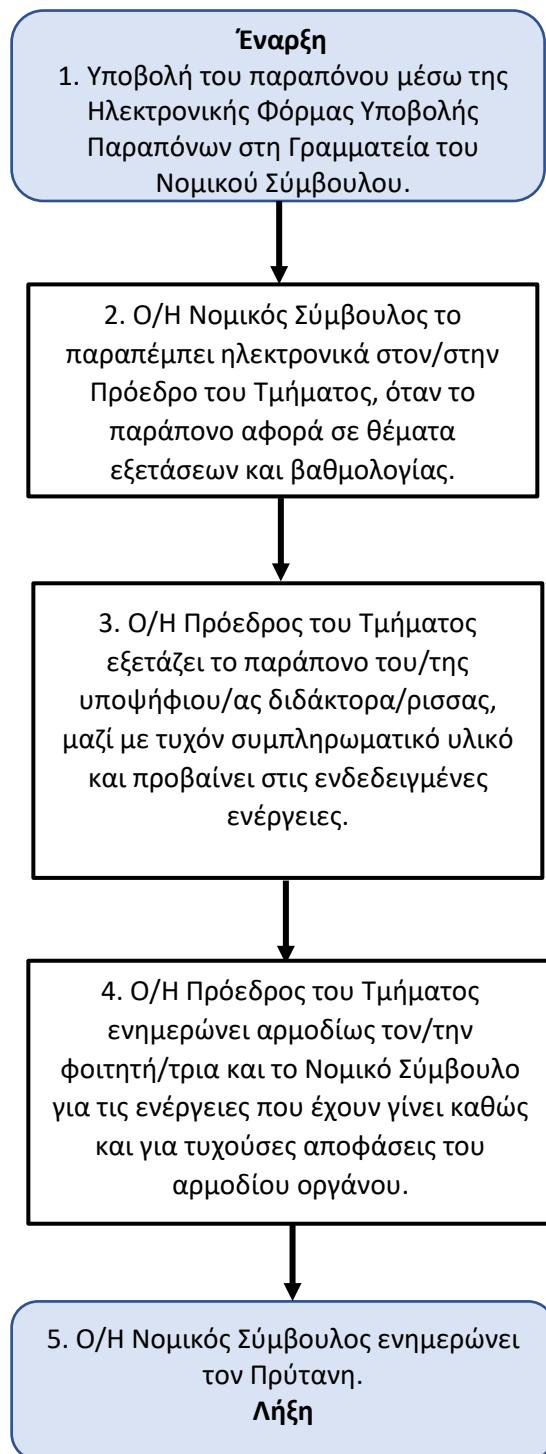 Έναρξη
1. Υποβολή του παραπόνου μέσω της
Ηλεκτρονικής Φόρμας Υποβολής
Παραπόνων στη Γραμματεία του
Νομικού Σύμβουλου.
2. Ο/Η Νομικός Σύμβουλος το
παραπέμπει ηλεκτρονικά στον/στην
Πρόεδρο του Τμήματος, όταν το
παράπονο αφορά σε θέματα
εξετάσεων και βαθμολογίας.
3. Ο/Η Πρόεδρος του Τμήματος
εξετάζει το παράπονο του/της
υποψήφιου/ας διδάκτορα/ρισσας,
μαζί με τυχόν συμπληρωματικό υλικό
και προβαίνει στις ενδεδειγμένες
ενέργειες.
4. Ο/Η Πρόεδρος του Τμήματος
ενημερώνει αρμοδίως τον/την
φοιτητή/τρια και το Νομικό Σύμβουλο
για τις ενέργειες που έχουν γίνει καθώς
και για τυχούσες αποφάσεις του
αρμοδίου οργάνου.
5. Ο/Η Νομικός Σύμβουλος ενημερώνει
τον Πρύτανη.
Λήξη